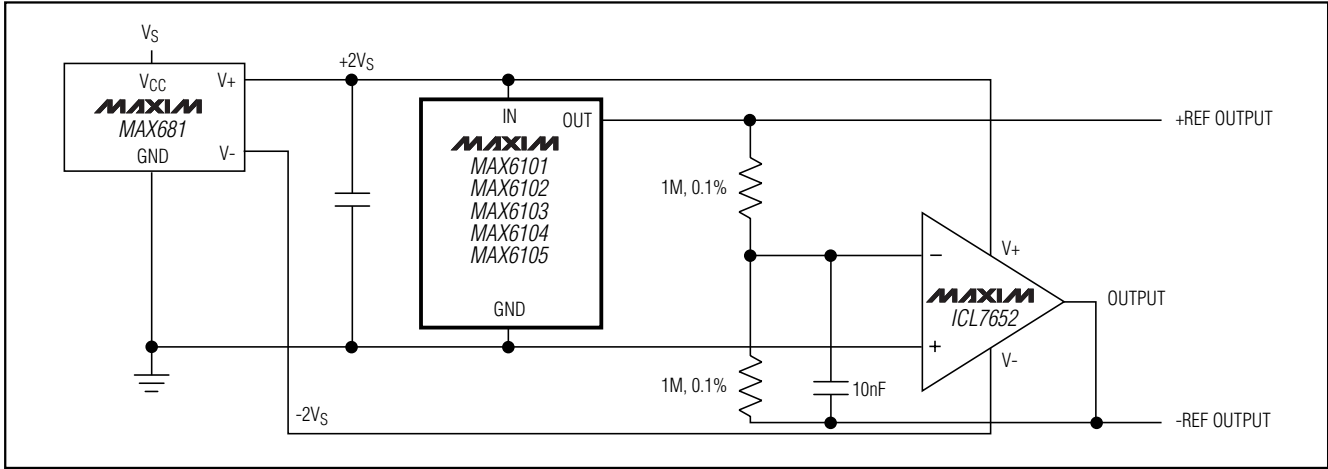 VS
+2VS
VCC V+
MAXIM
MAX681
GND V-
IN
OUT
MAXIM
MAX6101
MAX6102
MAX6103
MAX6104
MAX6105
GND
+REF OUTPUT
1M, 0.1%
−
V+
MAXIM
ICL7652
OUTPUT
+
V-
1M, 0.1%
10nF
-2VS
-REF OUTPUT